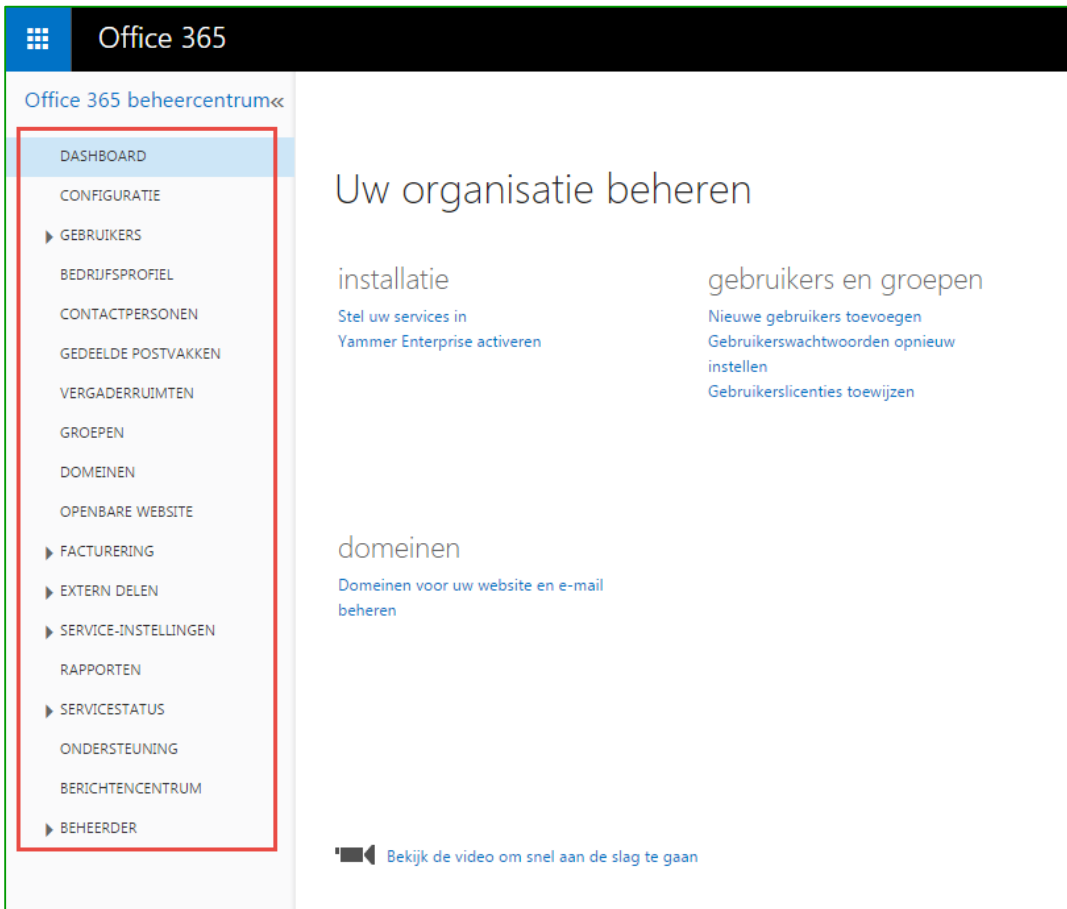 Office 365
Office 365 beheercentrum«
DASHBOARD
CONFIGURATIE
GEBRUIKERS
BEDRIJFSPROFIEL
CONTACTPERSONEN
GEDEELDE POSTVAKKEN
VERGADERRUIMTEN
GROEPEN
DOMEINEN
OPENBARE WEBSITE
FACTURERING
EXTERN DELEN
SERVICE-INSTELLINGEN
RAPPORTEN
SERVICESTATUS
ONDERSTEUNING
BERICHTENCENTRUM
BEHEERDER
Uw organisatie beheren
installatie
Stel uw services in
Yammer Enterprise activeren
gebruikers en groepen
Nieuwe gebruikers toevoegen
Gebruikerswachtwoorden opnieuw
instellen
Gebruikerslicenties toewijzen
domeinen
Domeinen voor uw website en e-mail
beheren
Bekijk de video om snel aan de slag te gaan